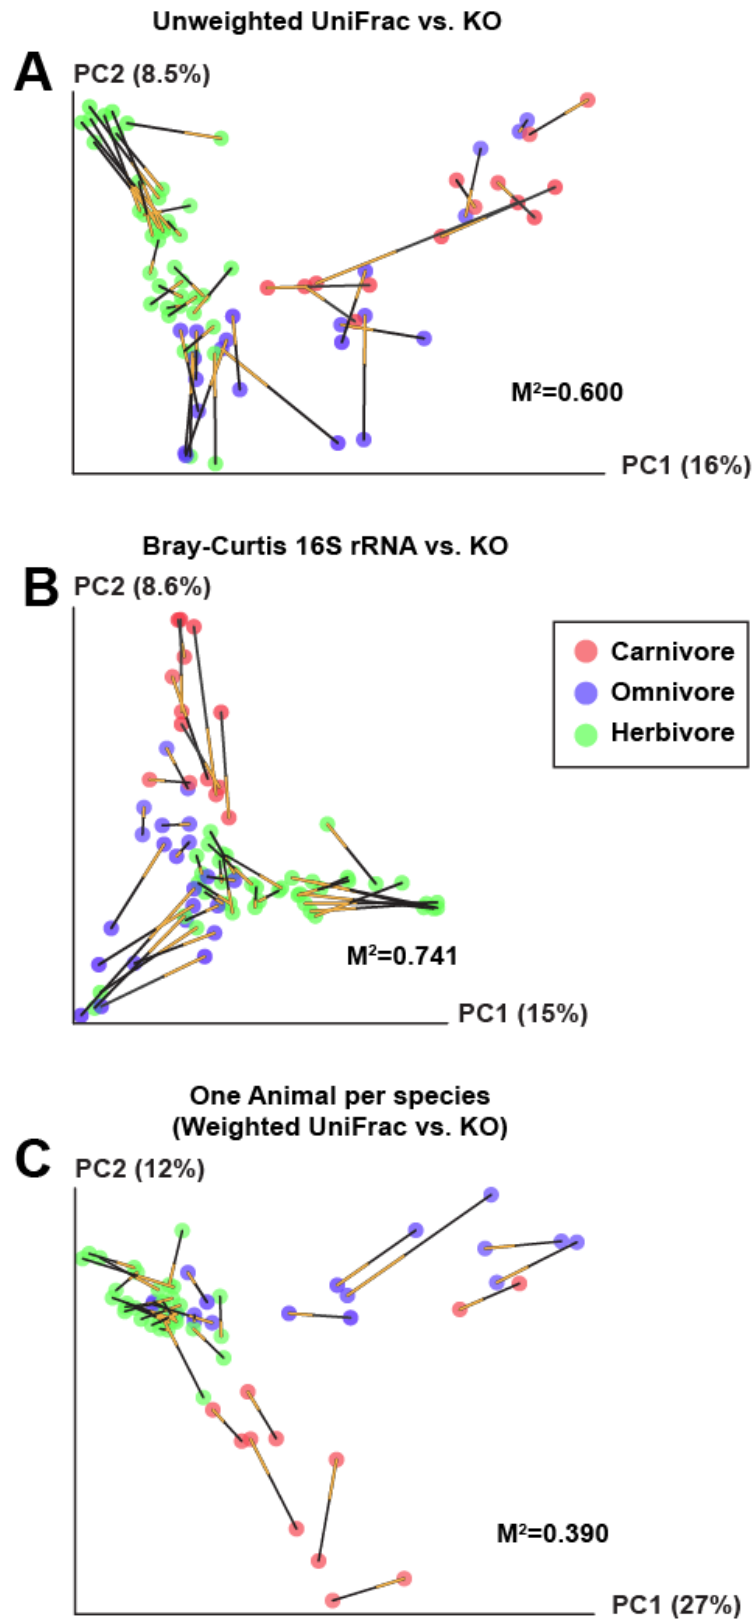 Unweighted UniFrac vs. KO
A
PC2 (8.5%)
M²=0.600
PC1 (16%)
Bray-Curtis 16S rRNA vs. KO
B
PC2 (8.6%)
Carnivore
Omnivore
Herbivore
M²=0.741
PC1 (15%)
One Animal per species
(Weighted UniFrac vs. KO)
C
PC2 (12%)
M²=0.390
PC1 (27%)